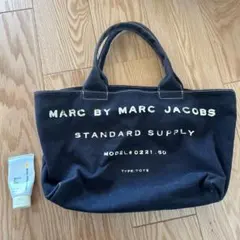 MARC BY MARC JACOBS
STANDARD SUPPLY
MODEL#0221.50
TYPE:TOTE